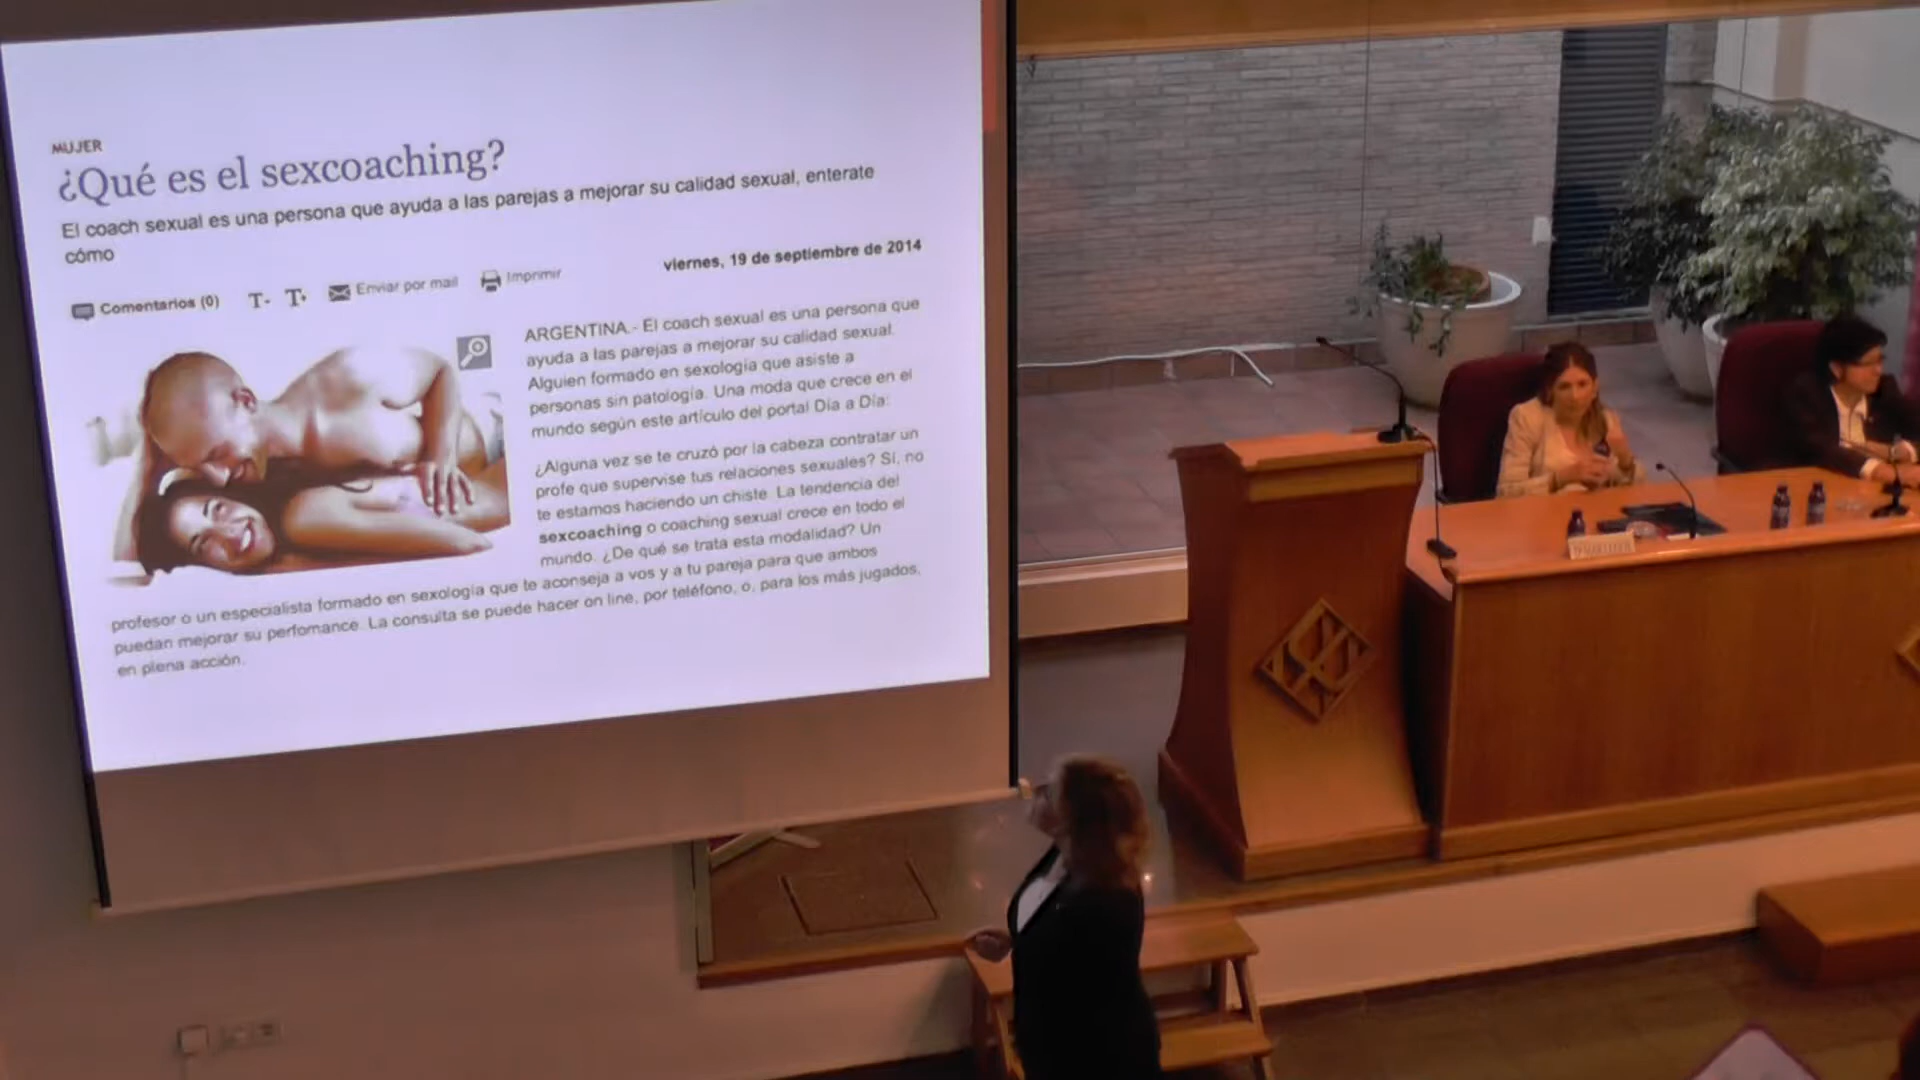 MUJER
¿Qué es el sexcoaching?
El coach sexual es una persona que ayuda a las parejas a mejorar su calidad sexual, enterate
cómo
viernes, 19 de septiembre de 2014
Comentarios (0) T- T+ Enviar por mail Imprimir
ARGENTINA.- El coach sexual es una persona que
ayuda a las parejas a mejorar su calidad sexual.
Alguien formado en sexología que asiste a
personas sin patología. Una moda que crece en el
mundo según este artículo del portal Día a Día:
¿Alguna vez se te cruzó por la cabeza contratar un
profe que supervise tus relaciones sexuales? Sí, no
te estamos haciendo un chiste. La tendencia del
sexcoaching o coaching sexual crece en todo el
mundo. ¿De qué se trata esta modalidad? Un
profesor o un especialista formado en sexología que te aconseja a vos y a tu pareja para que ambos
puedan mejorar su perfomance. La consulta se puede hacer on line, por teléfono, o, para los más jugados,
en plena acción.